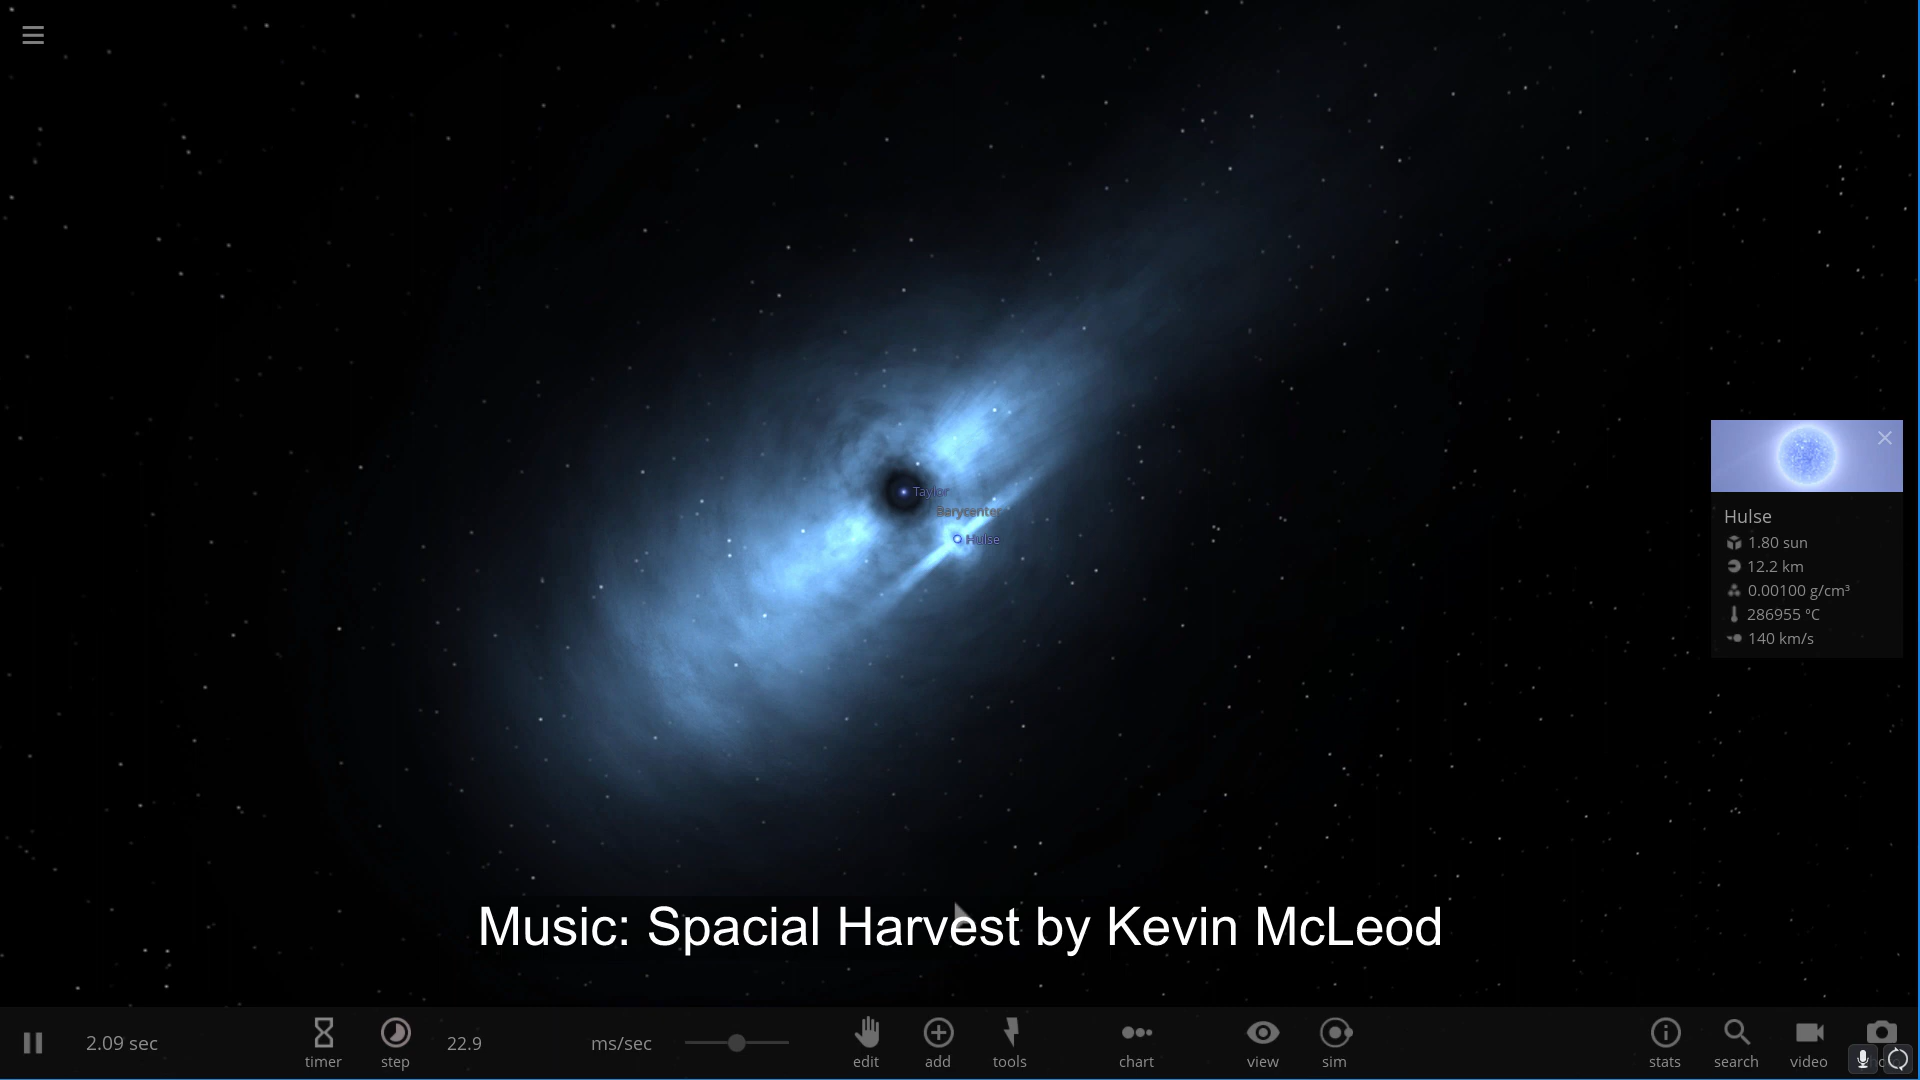 Taylor
Barycenter
Hulse
Hulse
1.80 sun
12.2 km
0.00100 g/cm³
286955 °C
140 km/s
Music: Spacial Harvest by Kevin McLeod
2.09 sec
timer
step
22.9
ms/sec
edit
add
tools
chart
view
sim
stats
search
video